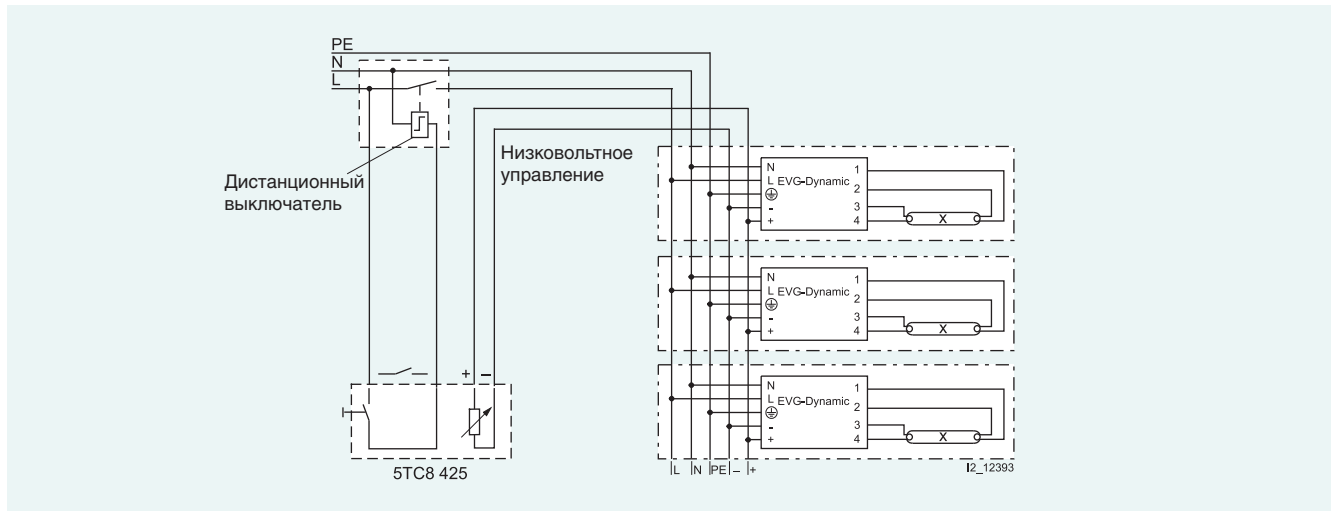 PE
N
L
Дистанционный
выключатель
Низковольтное
управление
N
L
EVG-Dynamic
-
+
1
2
3
4
X
N
L
EVG-Dynamic
-
+
1
2
3
4
X
N
L
EVG-Dynamic
-
+
1
2
3
4
X
+ –
5TC8 425
L N PE – +
I2_12393